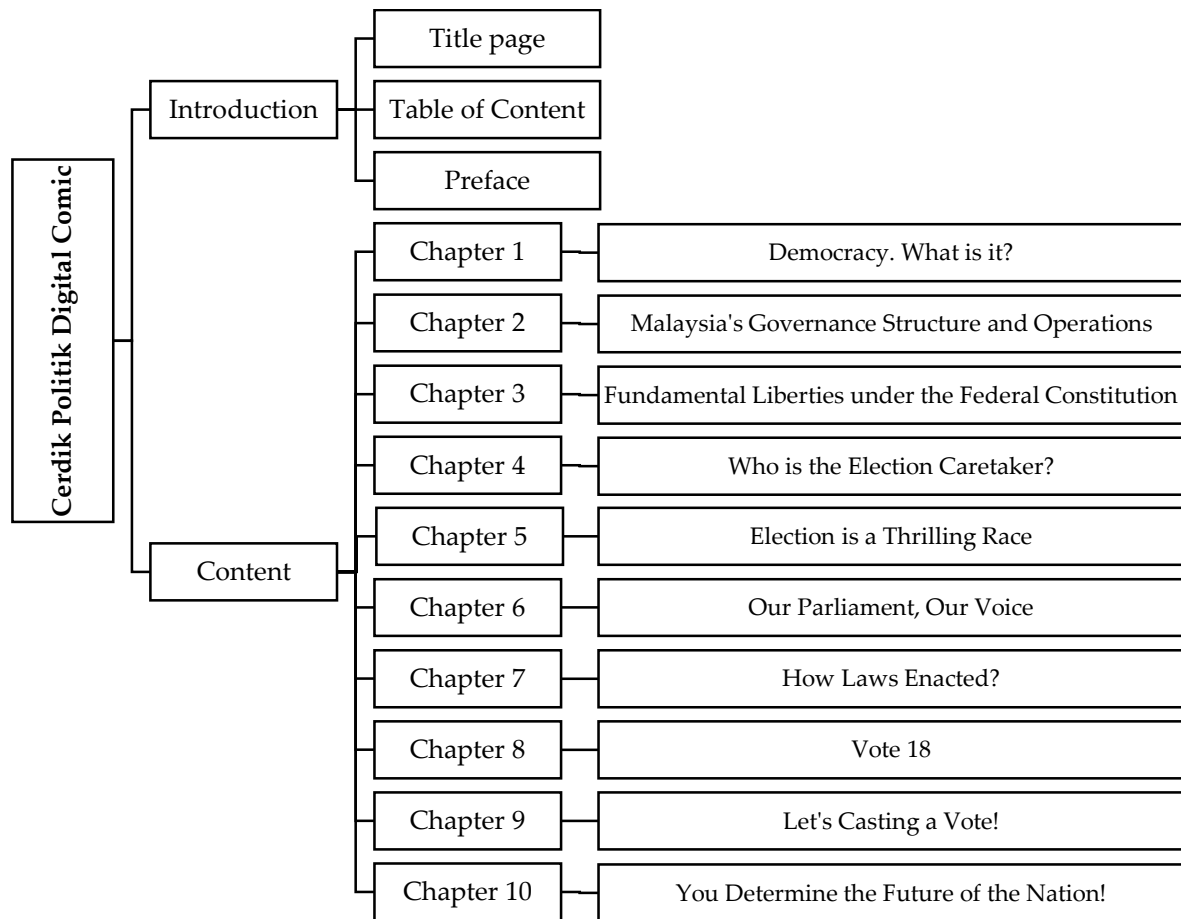 Cerdik Politik Digital Comic
Introduction
Title page
Table of Content
Preface
Content
Chapter 1
Democracy. What is it?
Chapter 2
Malaysia's Governance Structure and Operations
Chapter 3
Fundamental Liberties under the Federal Constitution
Chapter 4
Who is the Election Caretaker?
Chapter 5
Election is a Thrilling Race
Chapter 6
Our Parliament, Our Voice
Chapter 7
How Laws Enacted?
Chapter 8
Vote 18
Chapter 9
Let's Casting a Vote!
Chapter 10
You Determine the Future of the Nation!